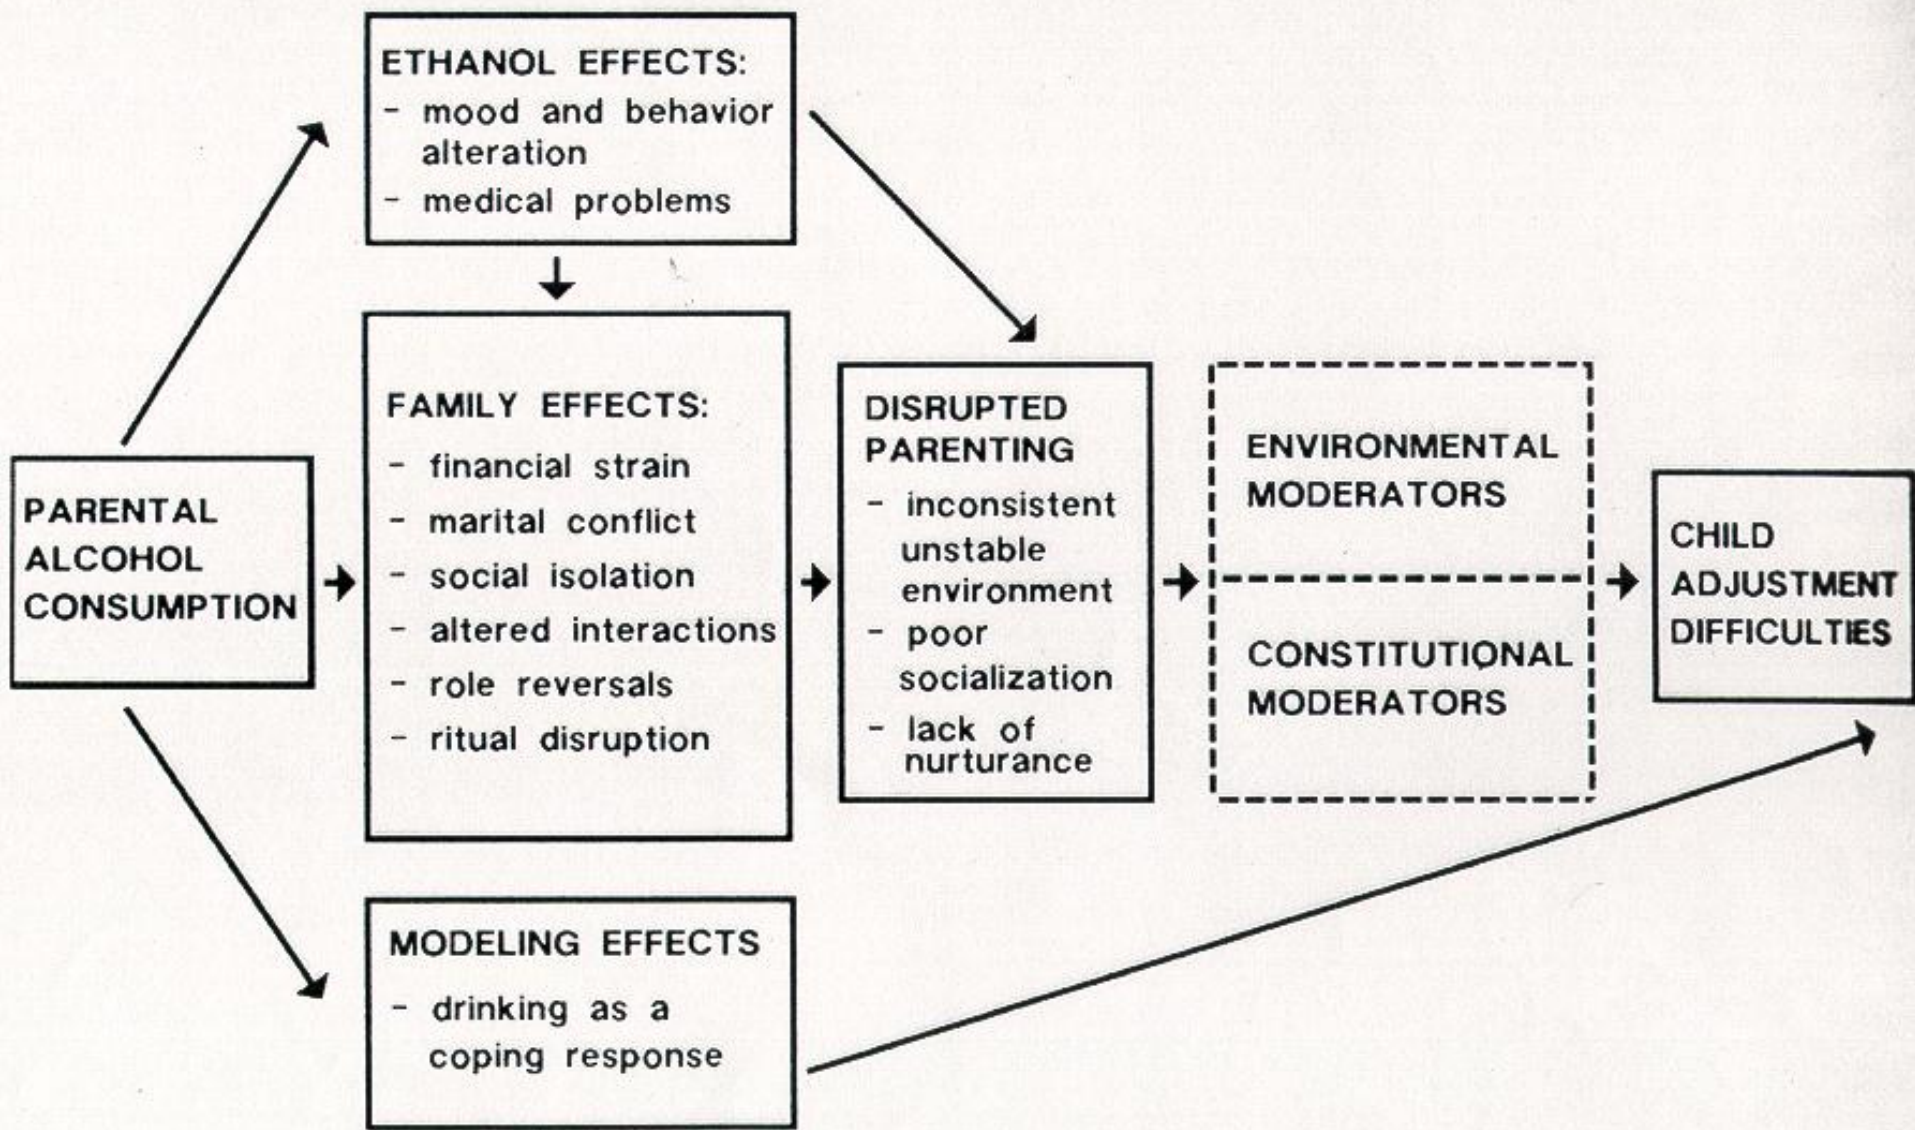 ETHANOL EFFECTS:
- mood and behavior
alteration
- medical problems
PARENTAL
ALCOHOL
CONSUMPTION
FAMILY EFFECTS:
- financial strain
- marital conflict
- social isolation
- altered interactions
- role reversals
- ritual disruption
MODELING EFFECTS
- drinking as a
coping response
DISRUPTED
PARENTING
- inconsistent
unstable
environment
- poor
socialization
- lack of
nurturance
ENVIRONMENTAL
MODERATORS
CONSTITUTIONAL
MODERATORS
CHILD
ADJUSTMENT
DIFFICULTIES